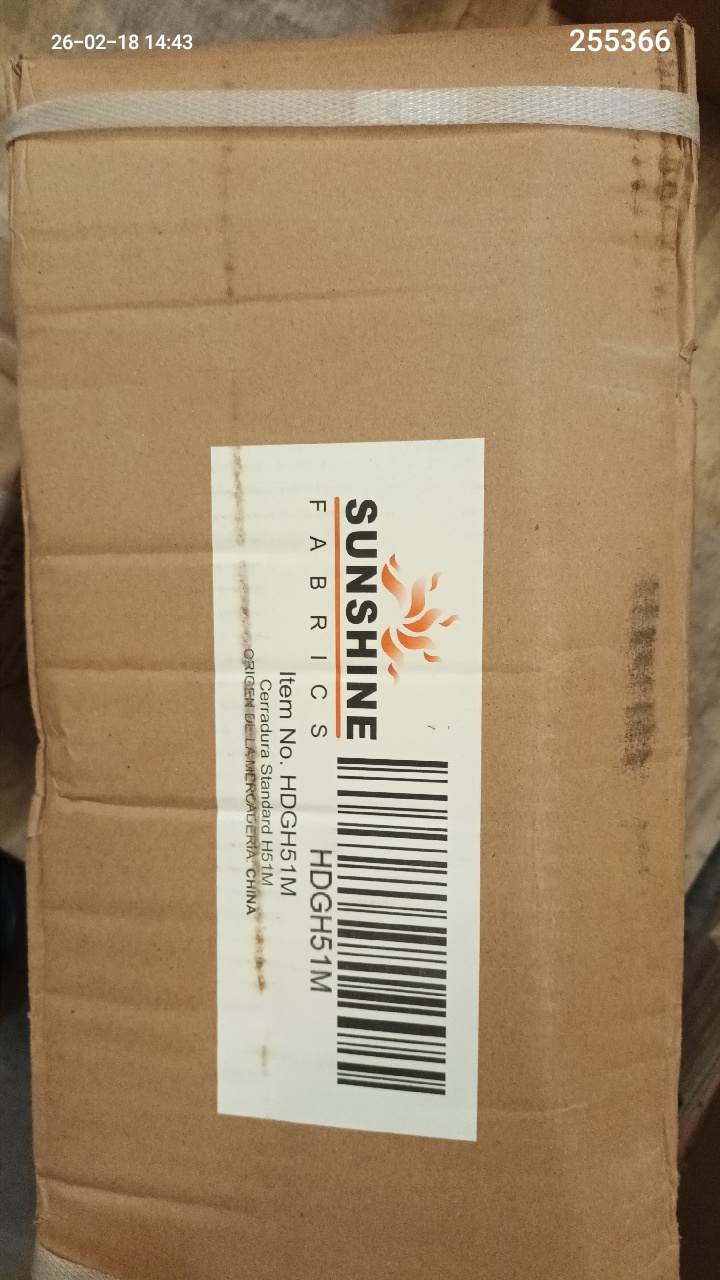 26-02-18 14:43
255366
SUNSHINE
FABRICS
HDGH51M
Item No. HDGH51M
Cerradura Standard H51M
ORIGEN DE LA MERCADERIA: CHINA